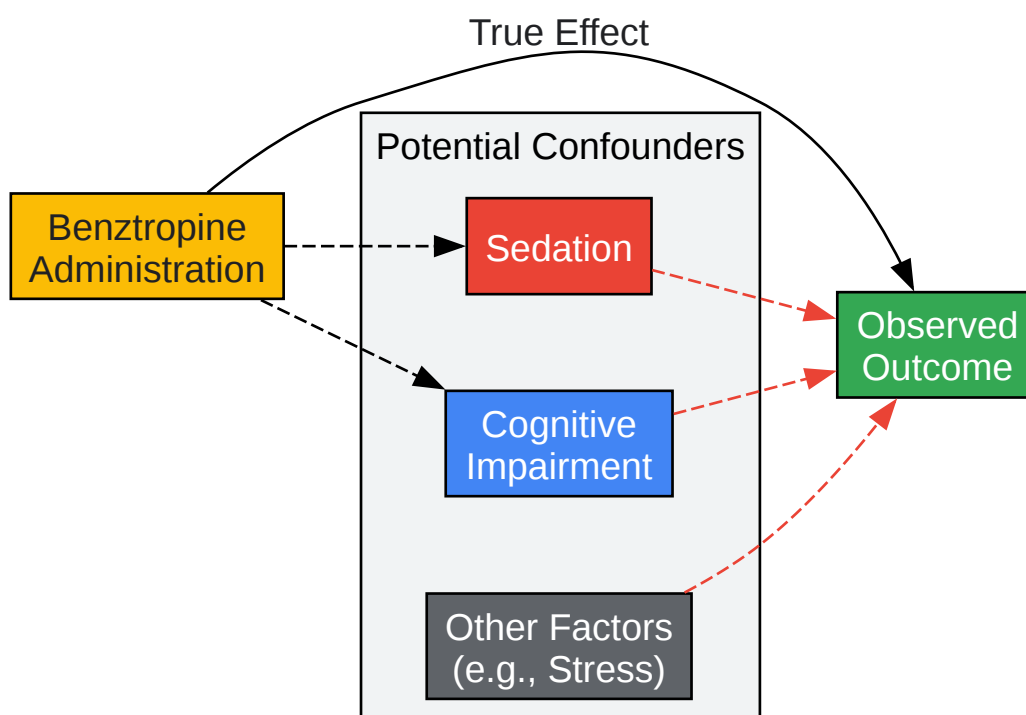 True Effect
Potential Confounders
Benztropine
Administration
Sedation
Observed
Outcome
Cognitive
Impairment
Other Factors
(e.g., Stress)